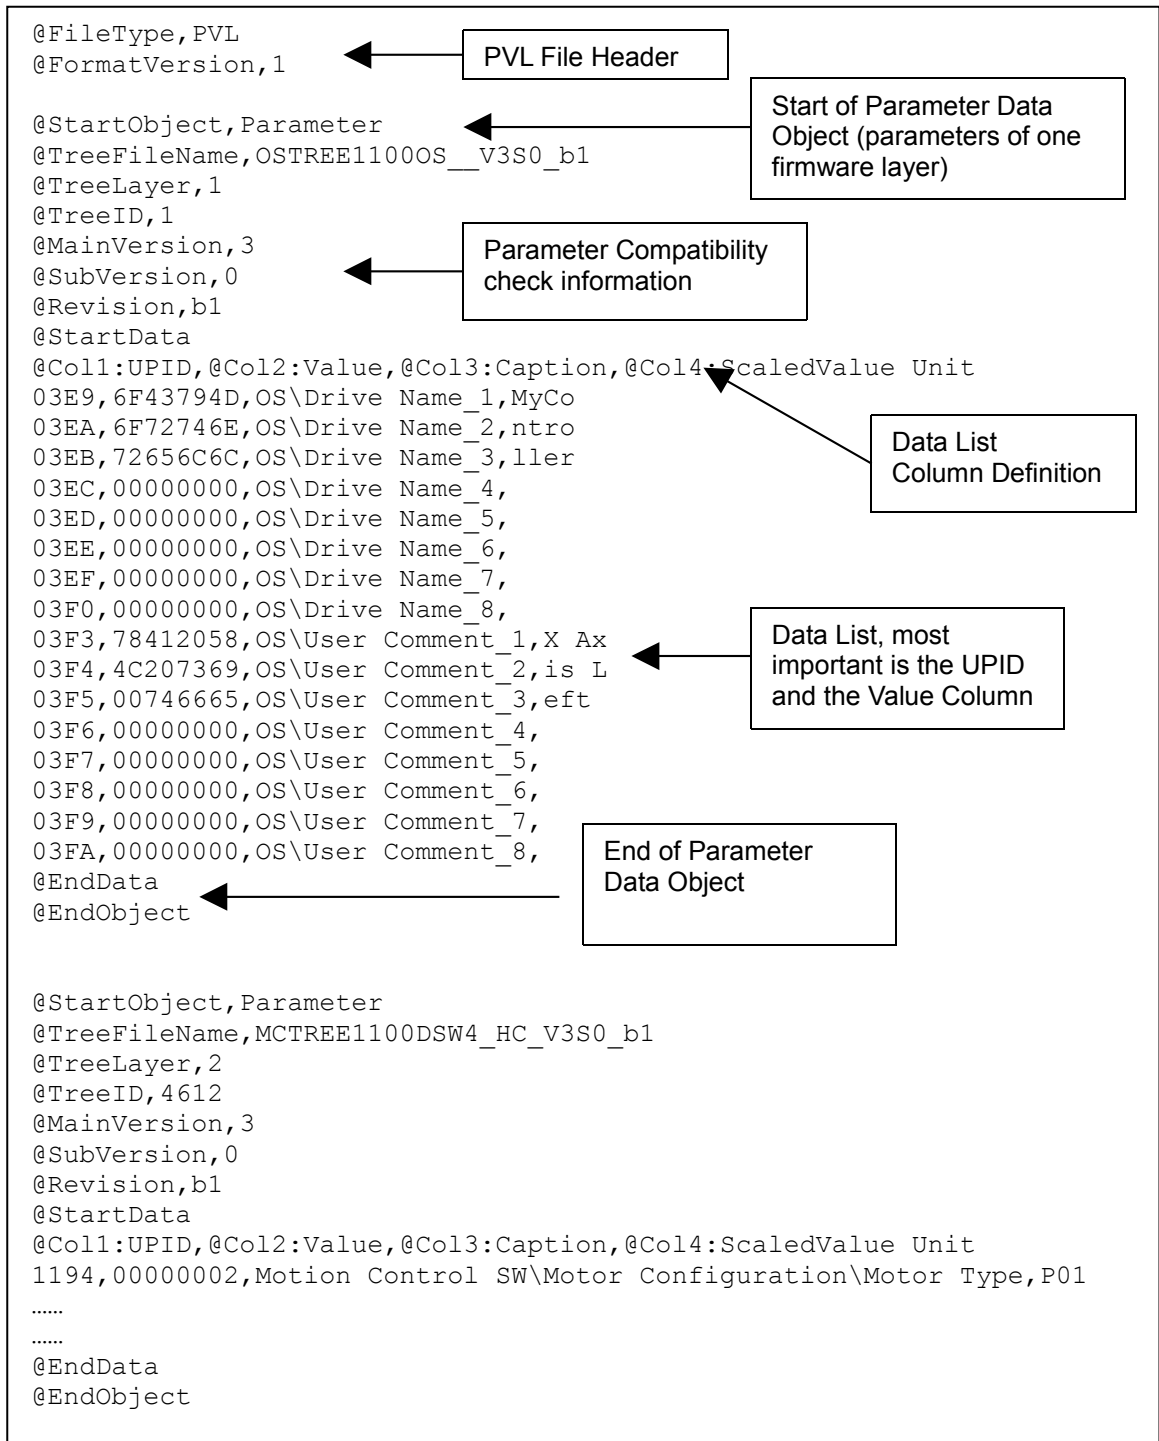 @FileType,PVL
@FormatVersion,1
PVL File Header
@StartObject,Parameter
@TreeFileName,OSTREE1100OS__V3S0_b1
@TreeLayer,1
@TreeID,1
Start of Parameter Data
Object (parameters of one
firmware layer)
@MainVersion,3
@SubVersion,0
@Revision,b1
Parameter Compatibility
check information
@StartData
@Col1:UPID,@Col2:Value,@Col3:Caption,@Col4:ScaledValue Unit
03E9,6F43794D,OS\Drive Name_1,MyCo
03EA,6F72746E,OS\Drive Name_2,ntro
03EB,72656C6C,OS\Drive Name_3,ller
03EC,00000000,OS\Drive Name_4,
03ED,00000000,OS\Drive Name_5,
03EE,00000000,OS\Drive Name_6,
03EF,00000000,OS\Drive Name_7,
03F0,00000000,OS\Drive Name_8,
Data List
Column Definition
03F3,78412058,OS\User Comment_1,X Ax
03F4,4C207369,OS\User Comment_2,is L
03F5,00746665,OS\User Comment_3,eft
03F6,00000000,OS\User Comment_4,
03F7,00000000,OS\User Comment_5,
03F8,00000000,OS\User Comment_6,
03F9,00000000,OS\User Comment_7,
03FA,00000000,OS\User Comment_8,
Data List, most
important is the UPID
and the Value Column
@EndData
@EndObject
End of Parameter
Data Object
@StartObject,Parameter
@TreeFileName,MCTREE1100DSW4_HC_V3S0_b1
@TreeLayer,2
@TreeID,4612
@MainVersion,3
@SubVersion,0
@Revision,b1
@StartData
@Col1:UPID,@Col2:Value,@Col3:Caption,@Col4:ScaledValue Unit
1194,00000002,Motion Control SW\Motor Configuration\Motor Type,P01
……
……
@EndData
@EndObject